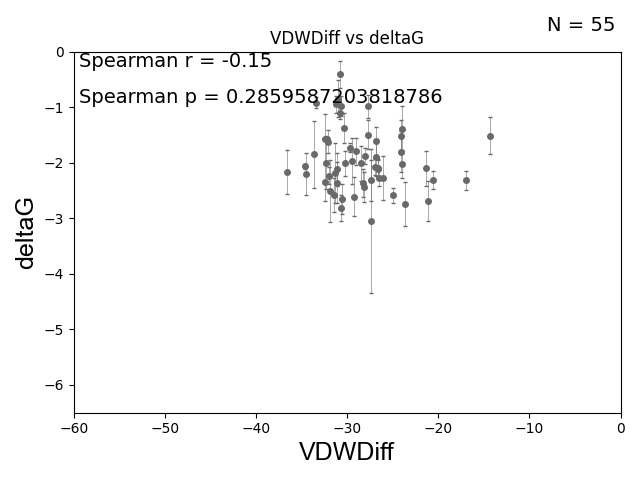 N = 55
VDWDiff vs deltaG
Spearman r = -0.15
Spearman p = 0.2859587203818786
0
−1
−2
−3
−4
−5
−6
deltaG
−60 −50 −40 −30 −20 −10 0
VDWDiff